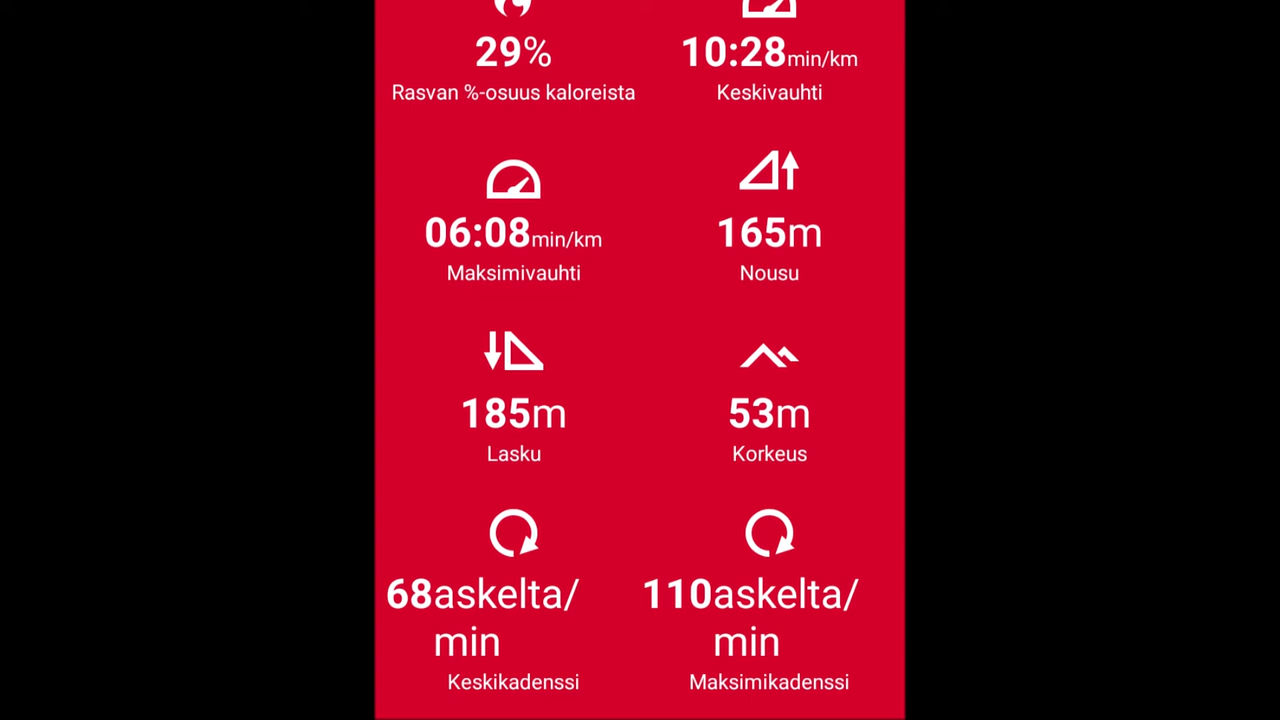 29% 10:28min/km
Rasvan %-osuus kaloreista Keskivauhti
06:08min/km 165m
Maksimivauhti Nousu
185m 53m
Lasku Korkeus
68askelta/ 110askelta/
min min
Keskikadenssi Maksimikadenssi